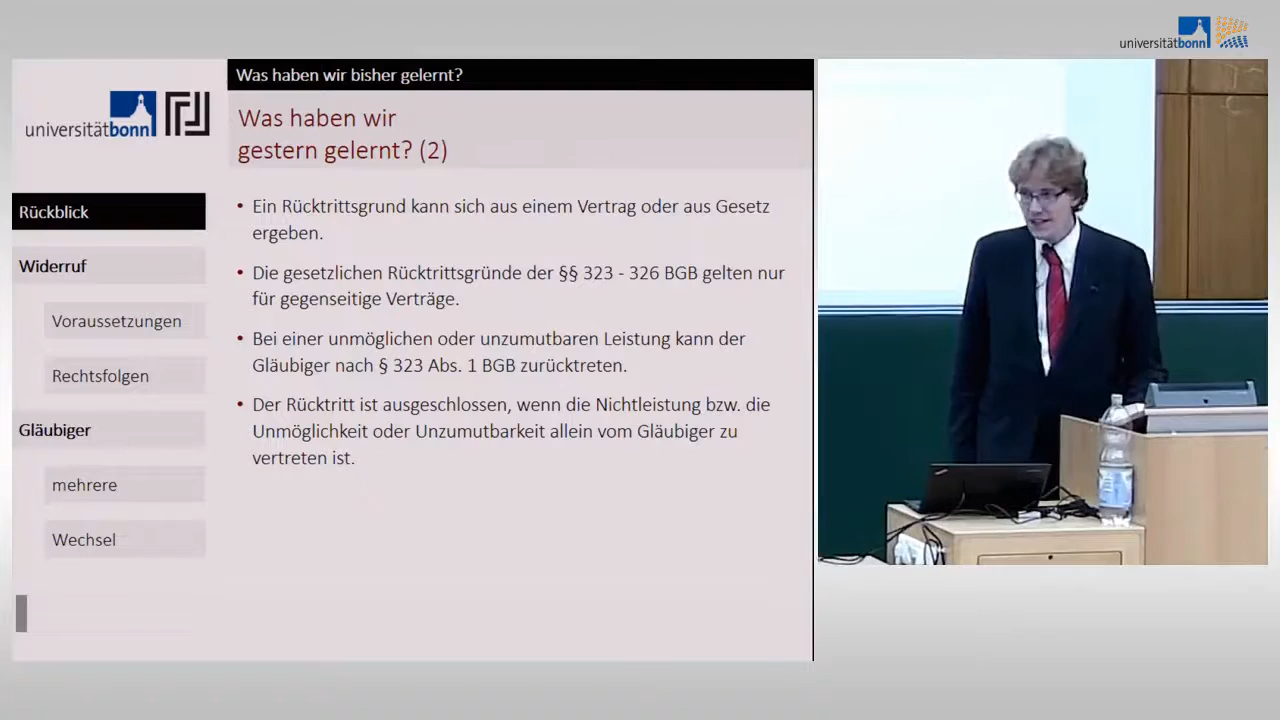 universitätbonn
Was haben wir bisher gelernt?
universitätbonn
Was haben wir
gestern gelernt? (2)
Rückblick
Widerruf
Voraussetzungen
Rechtsfolgen
Gläubiger
mehrere
Wechsel
• Ein Rücktrittsgrund kann sich aus einem Vertrag oder aus Gesetz
ergeben.
• Die gesetzlichen Rücktrittsgründe der §§ 323 - 326 BGB gelten nur
für gegenseitige Verträge.
• Bei einer unmöglichen oder unzumutbaren Leistung kann der
Gläubiger nach § 323 Abs. 1 BGB zurücktreten.
• Der Rücktritt ist ausgeschlossen, wenn die Nichtleistung bzw. die
Unmöglichkeit oder Unzumutbarkeit allein vom Gläubiger zu
vertreten ist.